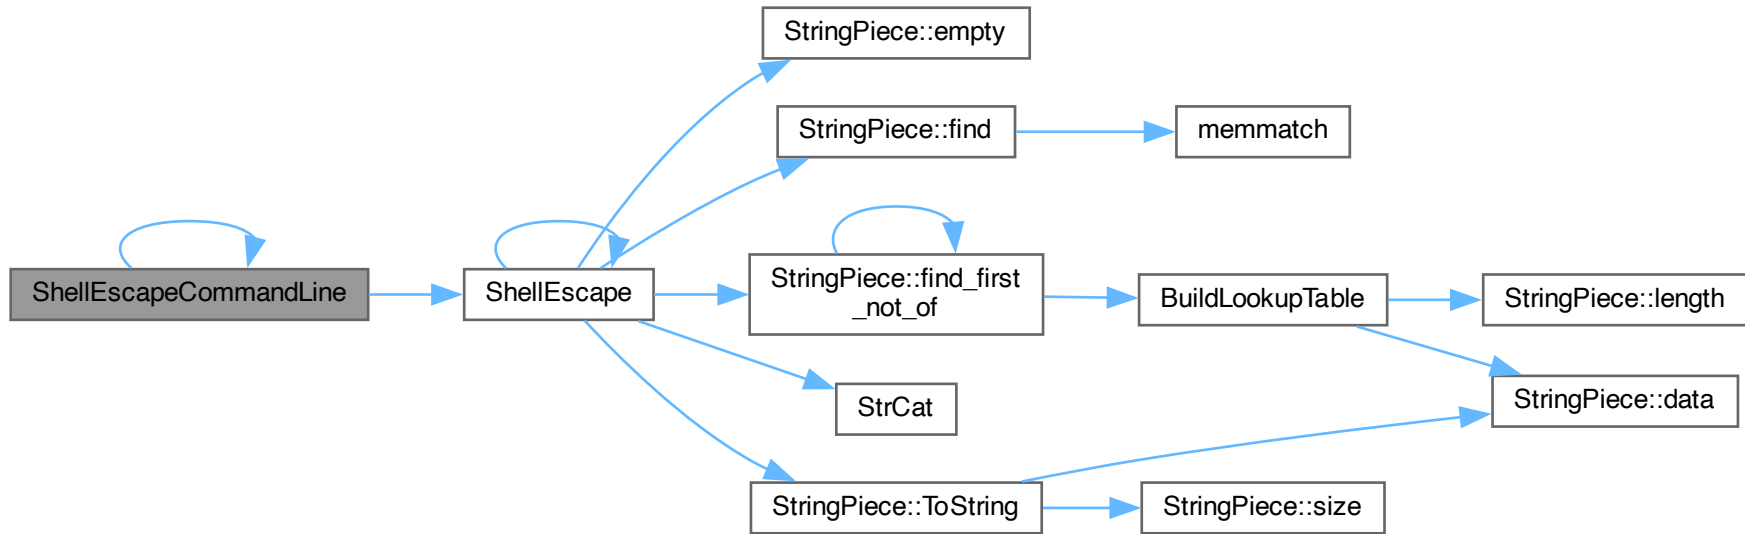 StringPiece::empty
StringPiece::find
memmatch
ShellEscapeCommandLine
ShellEscape
StringPiece::find_first
_not_of
BuildLookupTable
StringPiece::length
StringPiece::data
StrCat
StringPiece::ToString
StringPiece::size